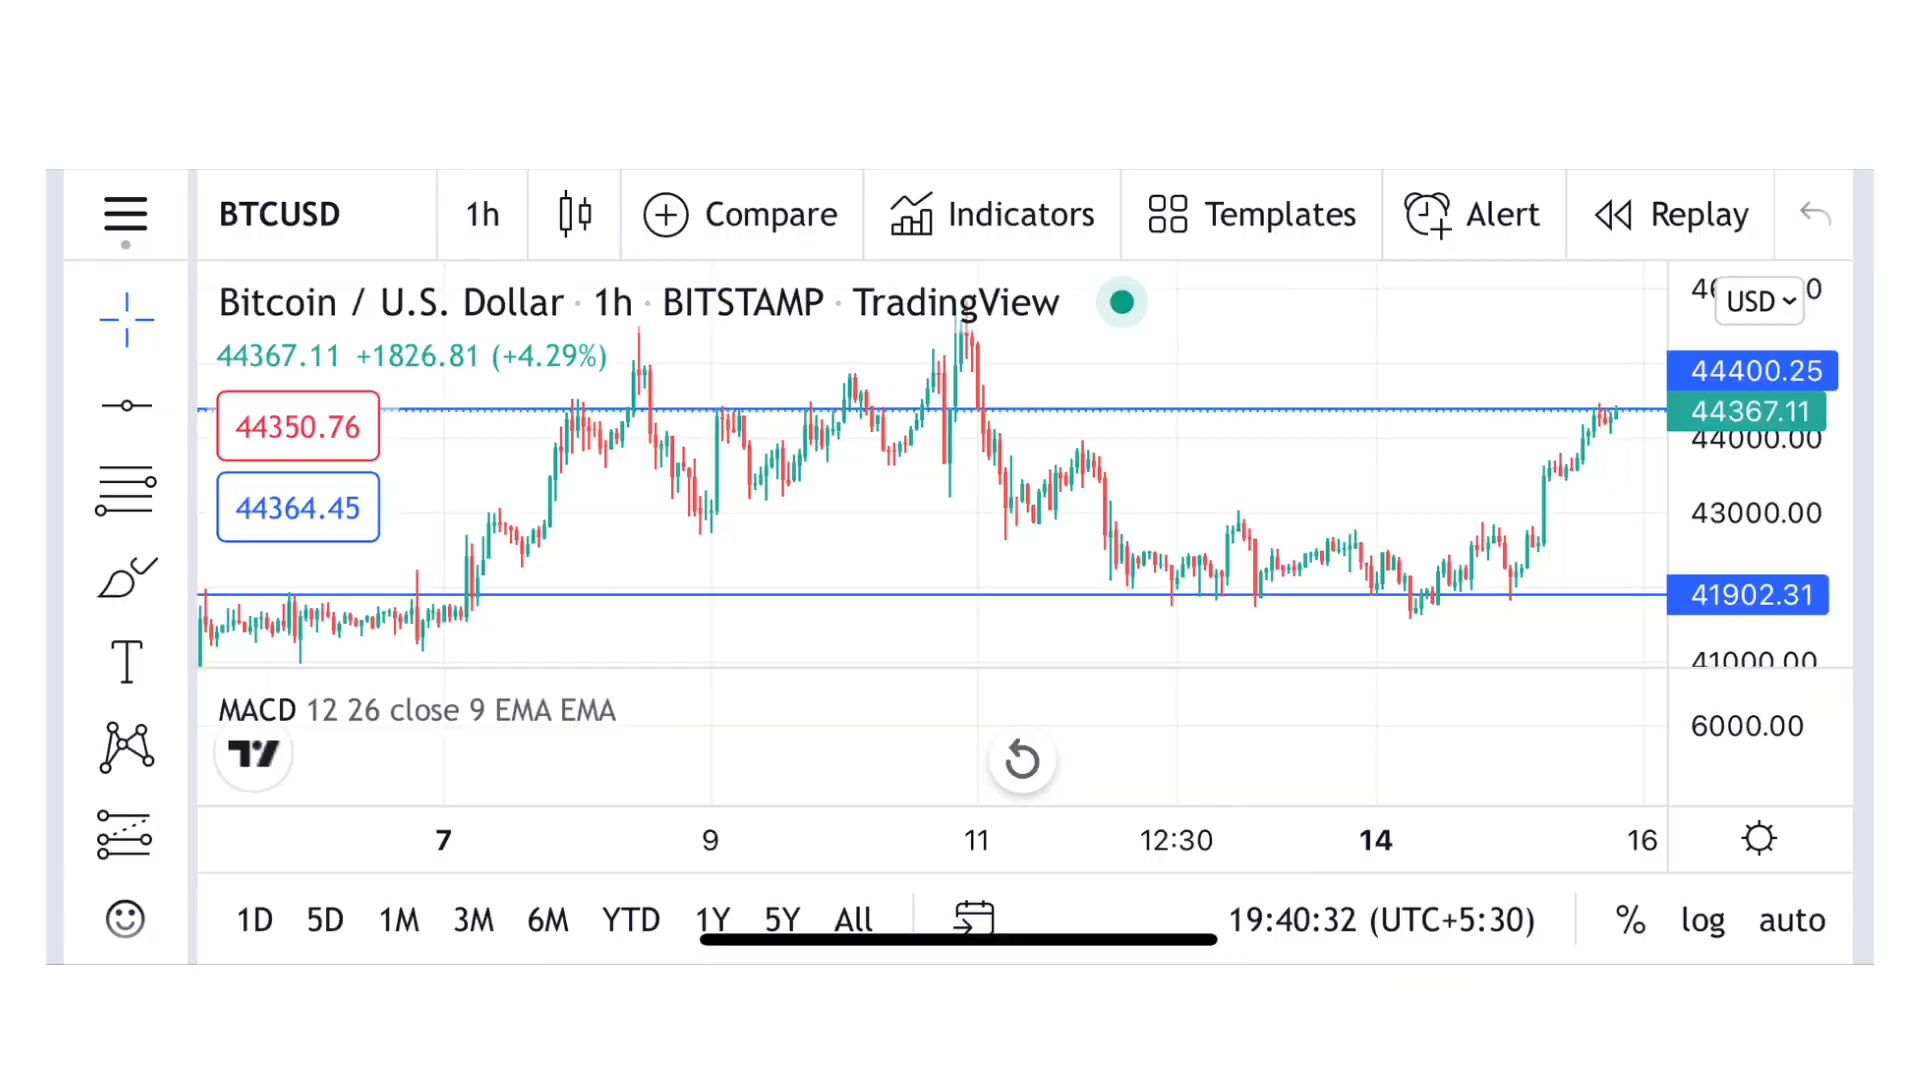 BTCUSD 1h Compare Indicators Templates Alert Replay
Bitcoin / U.S. Dollar · 1h · BITSTAMP · TradingView
USD
44367.11 +1826.81 (+4.29%)
44400.25
44350.76
44367.11
44000.00
44364.45
43000.00
41902.31
41000.00
MACD 12 26 close 9 EMA EMA
6000.00
7 9 11 12:30 14 16
1D 5D 1M 3M 6M YTD 1Y 5Y All 19:40:32 (UTC+5:30) % log auto